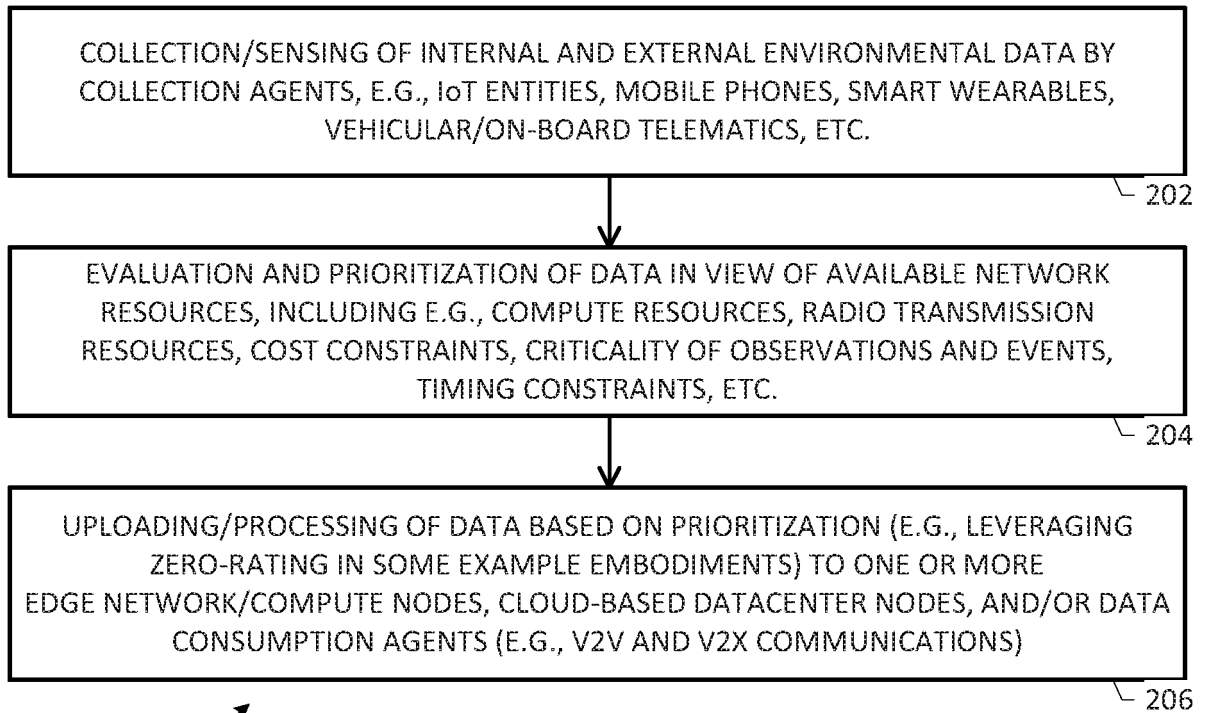 COLLECTION/SENSING OF INTERNAL AND EXTERNAL ENVIRONMENTAL DATA BY
COLLECTION AGENTS, E.G., IoT ENTITIES, MOBILE PHONES, SMART WEARABLES,
VEHICULAR/ON-BOARD TELEMATICS, ETC.
202
EVALUATION AND PRIORITIZATION OF DATA IN VIEW OF AVAILABLE NETWORK
RESOURCES, INCLUDING E.G., COMPUTE RESOURCES, RADIO TRANSMISSION
RESOURCES, COST CONSTRAINTS, CRITICALITY OF OBSERVATIONS AND EVENTS,
TIMING CONSTRAINTS, ETC.
204
UPLOADING/PROCESSING OF DATA BASED ON PRIORITIZATION (E.G., LEVERAGING
ZERO-RATING IN SOME EXAMPLE EMBODIMENTS) TO ONE OR MORE
EDGE NETWORK/COMPUTE NODES, CLOUD-BASED DATACENTER NODES, AND/OR DATA
CONSUMPTION AGENTS (E.G., V2V AND V2X COMMUNICATIONS)
206